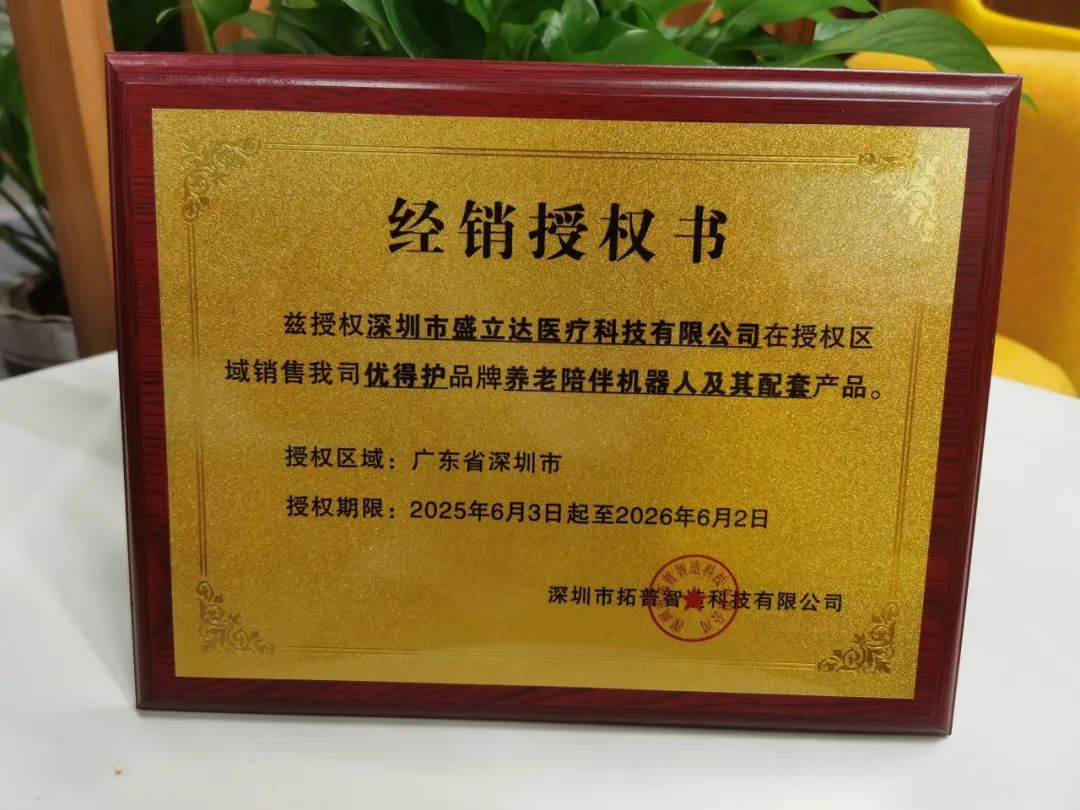 经销授权书
兹授权深圳市盛立达医疗科技有限公司在授权区
域销售我司优得护品牌养老陪伴机器人及其配套产品。
授权区域：广东省深圳市
授权期限：2025年6月3日起至2026年6月2日
深圳市拓普智造科技有限公司